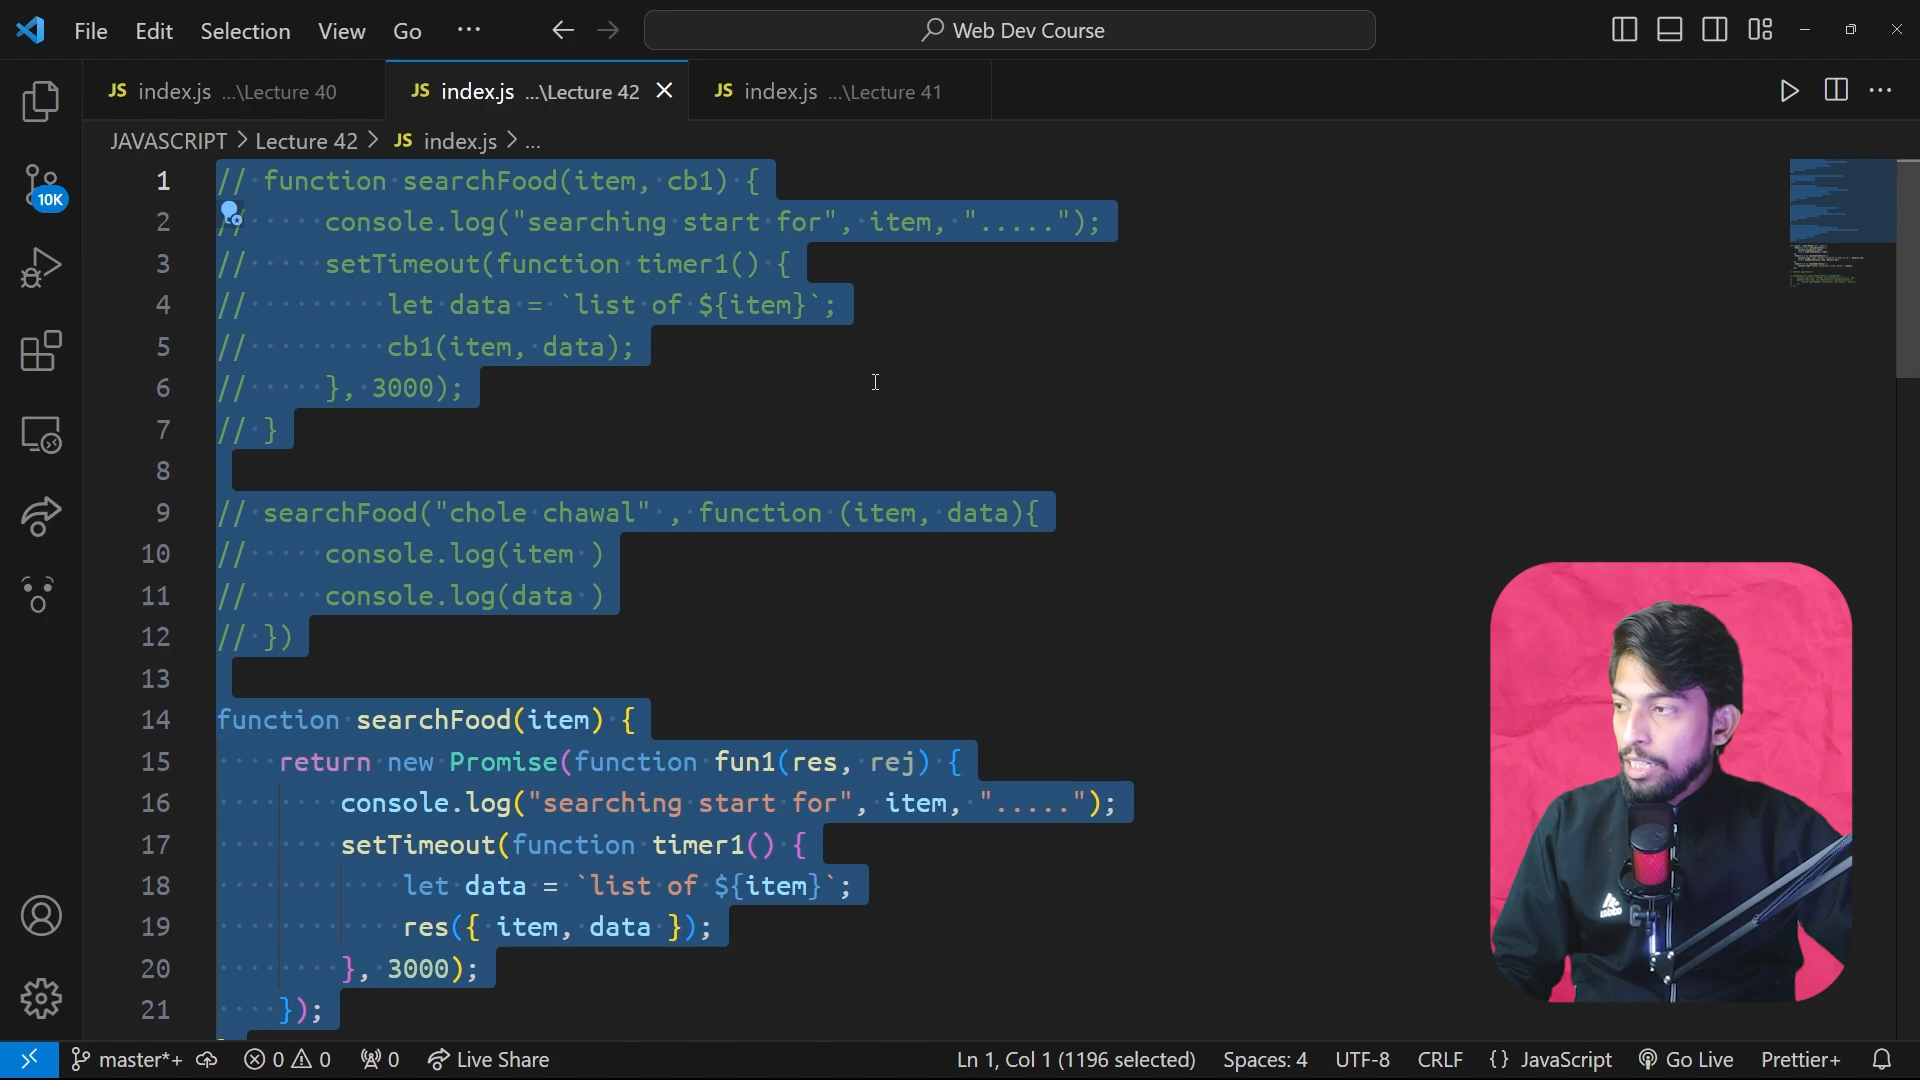 File Edit Selection View Go ··· Web Dev Course
JS index.js ...\Lecture 40 JS index.js ...\Lecture 42 JS index.js ...\Lecture 41
JAVASCRIPT > Lecture 42 > JS index.js > ...
10K
1 // function searchFood(item, cb1) {
2 // console.log("searching start for", item, ".....");
3 // setTimeout(function timer1() {
4 // let data = `list of ${item}`;
5 // cb1(item, data);
6 // }, 3000);
7 // }
8
9 // searchFood("chole chawal" , function (item, data){
10 // console.log(item )
11 // console.log(data )
12 // })
13
14 function searchFood(item) {
15 return new Promise(function fun1(res, rej) {
16 console.log("searching start for", item, ".....");
17 setTimeout(function timer1() {
18 let data = `list of ${item}`;
19 res({ item, data });
20 }, 3000);
21 });
master*+ 0 0 0 Live Share Ln 1, Col 1 (1196 selected) Spaces: 4 UTF-8 CRLF {} JavaScript Go Live Prettier+